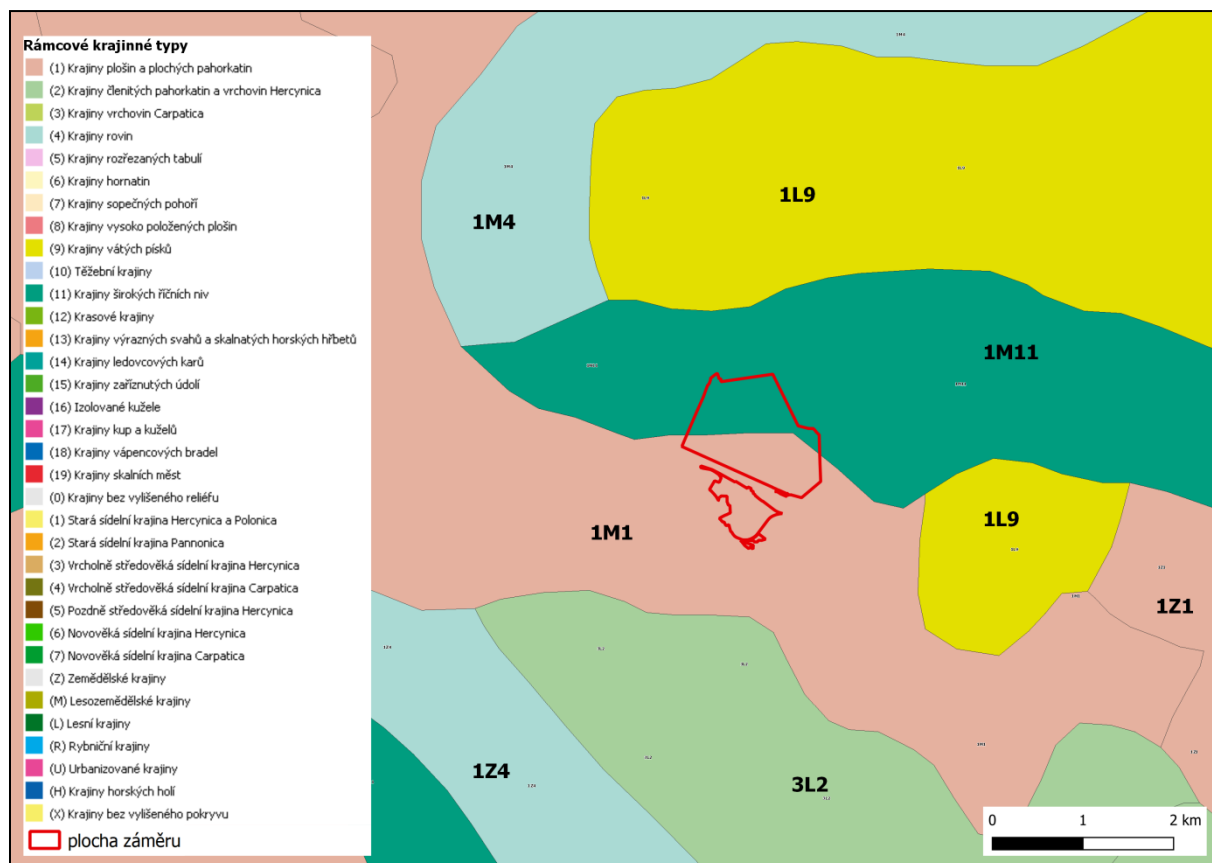 Rámcové krajinné typy
(1) Krajiny plošin a plochých pahorkatin
(2) Krajiny členitých pahorkatin a vrchovin Hercynica
(3) Krajiny vrchovin Carpatica
(4) Krajiny rovin
(5) Krajiny rozřezaných tabulí
(6) Krajiny hornatin
(7) Krajiny sopečných pohoří
(8) Krajiny vysoko položených plošin
(9) Krajiny vátých písků
(10) Těžební krajiny
(11) Krajiny širokých říčních niv
(12) Krasové krajiny
(13) Krajiny výrazných svahů a skalnatých horských hřbetů
(14) Krajiny ledovcových karů
(15) Krajiny zaříznutých údolí
(16) Izolované kužele
(17) Krajiny kup a kuželů
(18) Krajiny vápencových bradel
(19) Krajiny skalních měst
(0) Krajiny bez vylišeného reliéfu
(1) Stará sídelní krajina Hercynica a Polonica
(2) Stará sídelní krajina Pannonica
(3) Vrcholně středověká sídelní krajina Hercynica
(4) Vrcholně středověká sídelní krajina Carpatica
(5) Pozdně středověká sídelní krajina Hercynica
(6) Novověká sídelní krajina Hercynica
(7) Novověká sídelní krajina Carpatica
(Z) Zemědělské krajiny
(M) Lesozemědělské krajiny
(L) Lesní krajiny
(R) Rybniční krajiny
(U) Urbanizované krajiny
(H) Krajiny horských holí
(X) Krajiny bez vylišeného pokryvu
plocha záměru
1L9
1M4
1M11
1L9
1M1
1Z1
1Z4
3L2
0 1 2 km